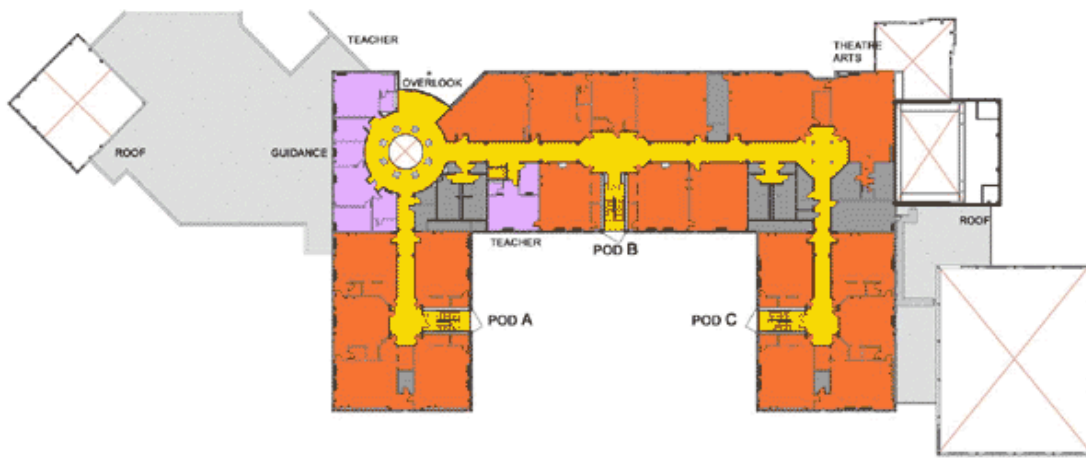 TEACHER
THEATRE
ARTS
OVERLOOK
ROOF
GUIDANCE
ROOF
TEACHER
POD B
POD A
POD C